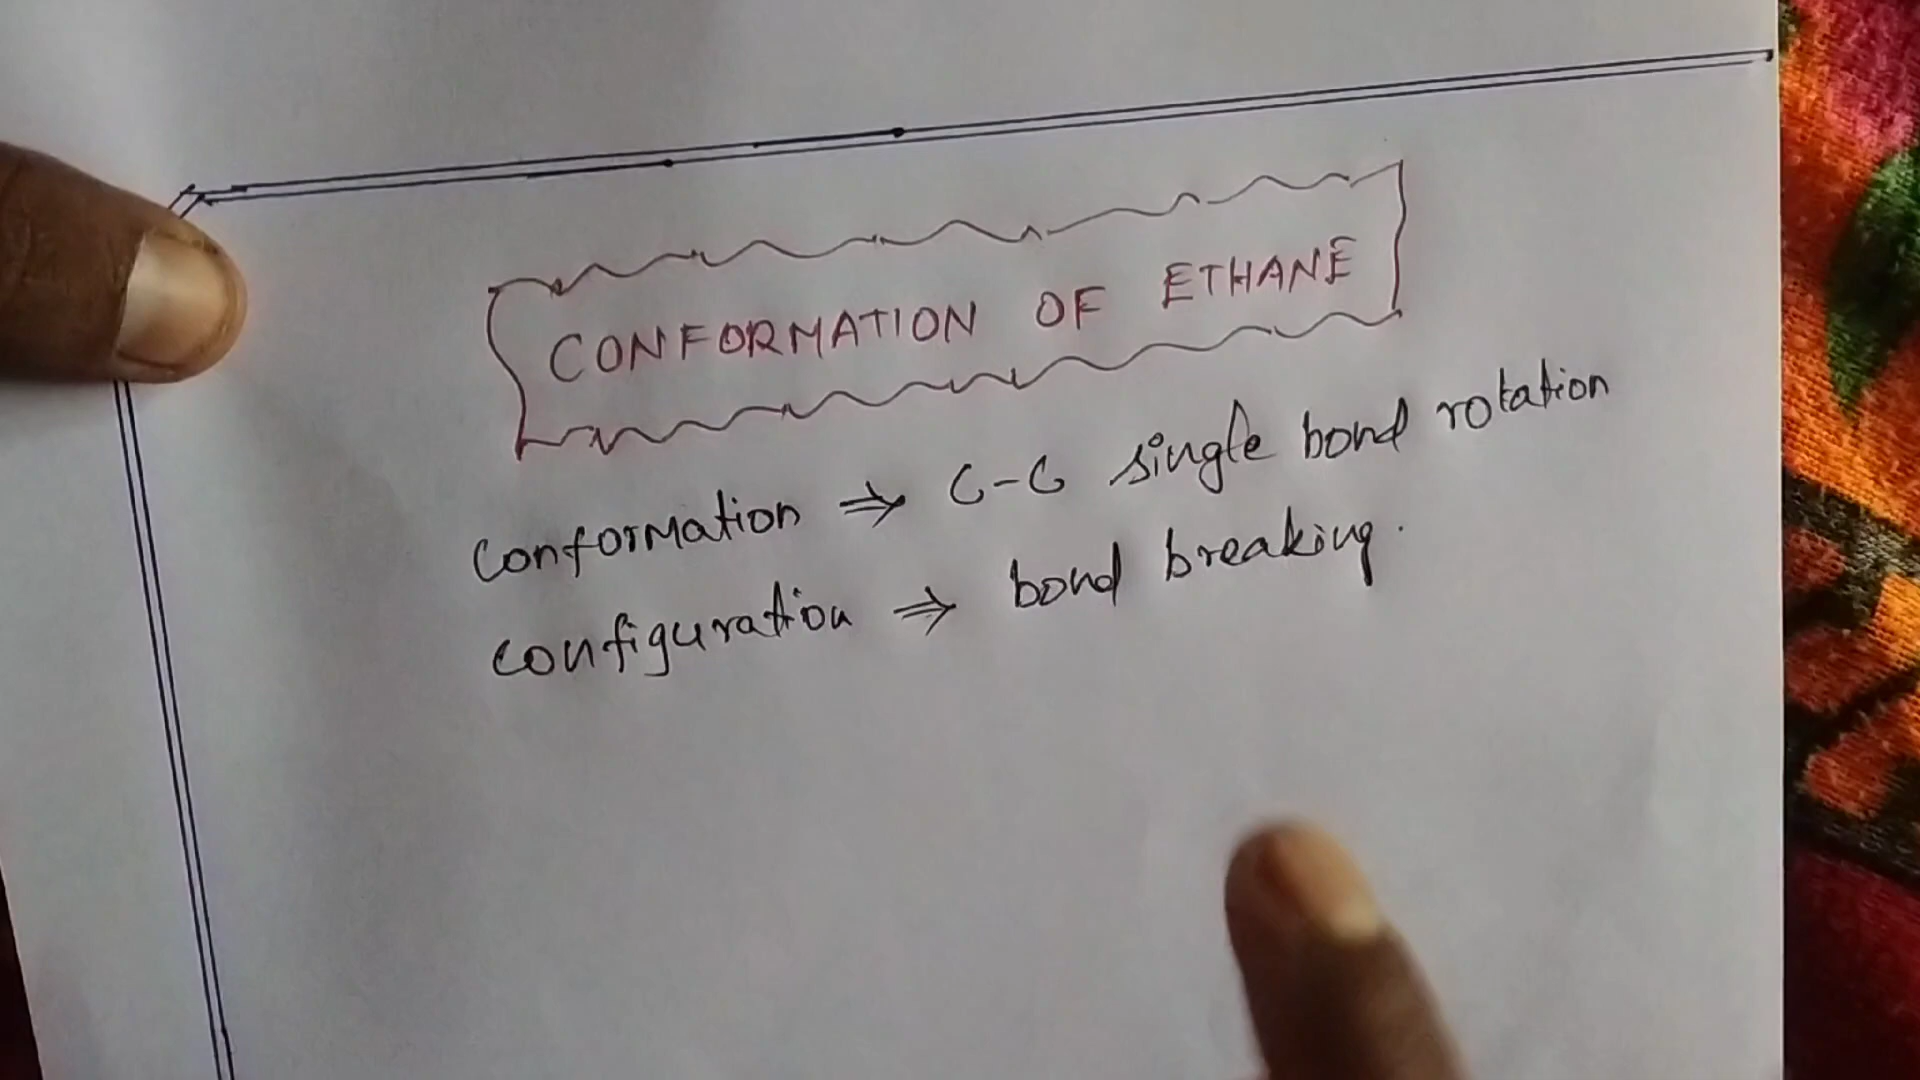 CONFORMATION OF ETHANE
Conformation ⇒ C-C single bond rotation
configuration ⇒ bond breaking.